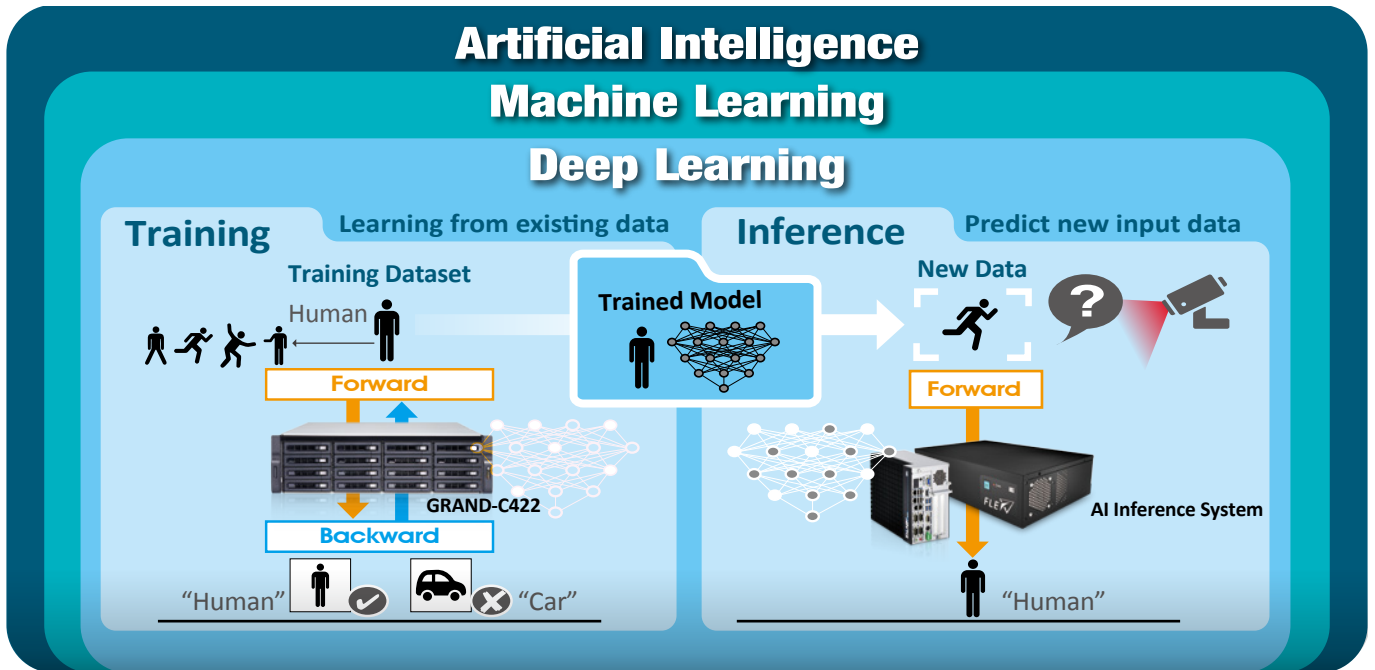 Artificial Intelligence
Machine Learning
Deep Learning
Training
Learning from existing data
Training Dataset
Human
Forward
GRAND-C422
Backward
“Human”
“Car”
Trained Model
Inference
Predict new input data
New Data
?
Forward
FLEX
AI Inference System
“Human”